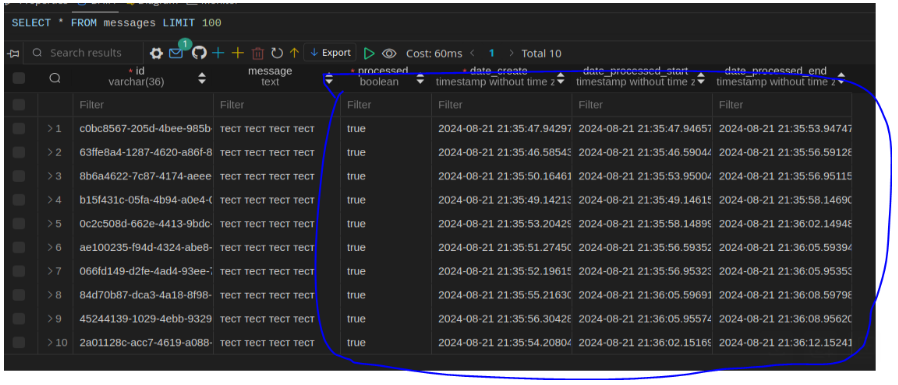 SELECT * FROM messages LIMIT 100
Search results 1 Export Cost: 60ms 1 Total 10
* id message * processed * date_create date_processed_start date_processed_end
varchar(36) text boolean timestamp without time z timestamp without time z timestamp without time z
Filter Filter Filter Filter Filter Filter
1 c0bc8567-205d-4bee-985b- тест тест тест тест true 2024-08-21 21:35:47.94297 2024-08-21 21:35:47.94657 2024-08-21 21:35:53.94747
2 63ffe8a4-1287-4620-a86f-8 тест тест тест тест true 2024-08-21 21:35:46.58543 2024-08-21 21:35:46.59044 2024-08-21 21:35:56.59128
3 8b6a4622-7c87-4174-aeee тест тест тест тест true 2024-08-21 21:35:50.16461 2024-08-21 21:35:53.95004 2024-08-21 21:35:56.95115
4 b15f431c-05fa-4b94-a0e4-( тест тест тест тест true 2024-08-21 21:35:49.14213 2024-08-21 21:35:49.14615 2024-08-21 21:35:58.14690
5 0c2c508d-662e-4413-9bdc- тест тест тест тест true 2024-08-21 21:35:53.20429 2024-08-21 21:35:58.14899 2024-08-21 21:36:02.14948
6 ae100235-f94d-4324-abe8- тест тест тест тест true 2024-08-21 21:35:51.27450 2024-08-21 21:35:56.59352 2024-08-21 21:36:05.59394
7 066fd149-d2fe-4ad4-93ee- тест тест тест тест true 2024-08-21 21:35:52.19615 2024-08-21 21:35:56.95323 2024-08-21 21:36:05.95353
8 84d70b87-dca3-4a18-8f98- тест тест тест тест true 2024-08-21 21:35:55.21630 2024-08-21 21:36:05.59691 2024-08-21 21:36:08.59798
9 45244139-1029-4ebb-9329 тест тест тест тест true 2024-08-21 21:35:56.30428 2024-08-21 21:36:05.95574 2024-08-21 21:36:08.95620
10 2a01128c-acc7-4619-a088- тест тест тест тест true 2024-08-21 21:35:54.20804 2024-08-21 21:36:02.15169 2024-08-21 21:36:12.15241